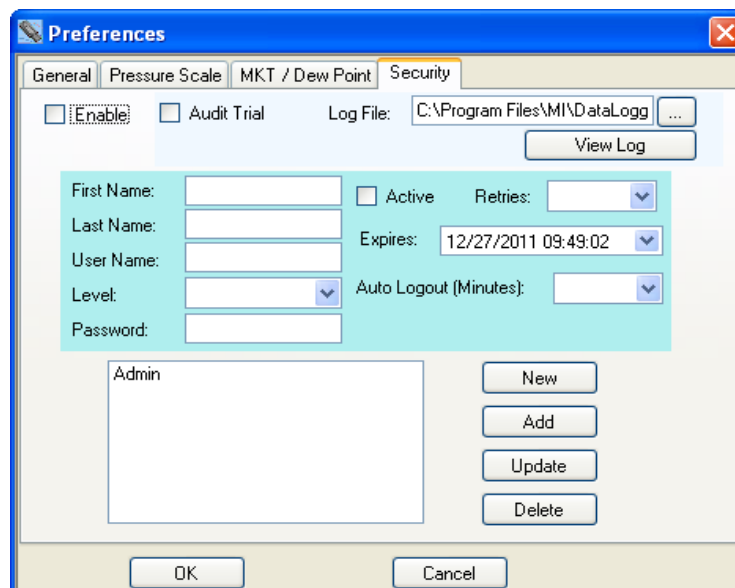 Preferences
General Pressure Scale MKT / Dew Point Security
Enable Audit Trial Log File: C:\Program Files\MI\DataLogg ...
View Log
First Name: Active Retries:
Last Name:
Expires: 12/27/2011 09:49:02
User Name:
Level: Auto Logout (Minutes):
Password:
Admin
New
Add
Update
Delete
OK Cancel